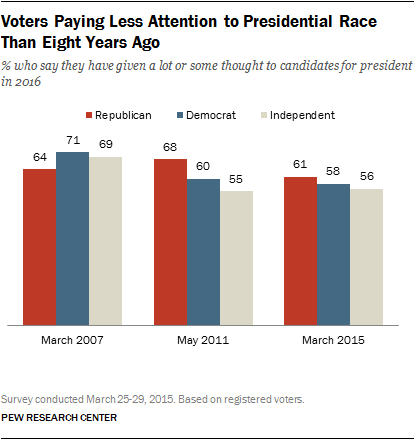 Voters Paying Less Attention to Presidential Race
Than Eight Years Ago
% who say they have given a lot or some thought to candidates for president
in 2016
Republican Democrat Independent
64 71 69 68 60 55 61 58 56
March 2007 May 2011 March 2015
Survey conducted March 25-29, 2015. Based on registered voters.
PEW RESEARCH CENTER